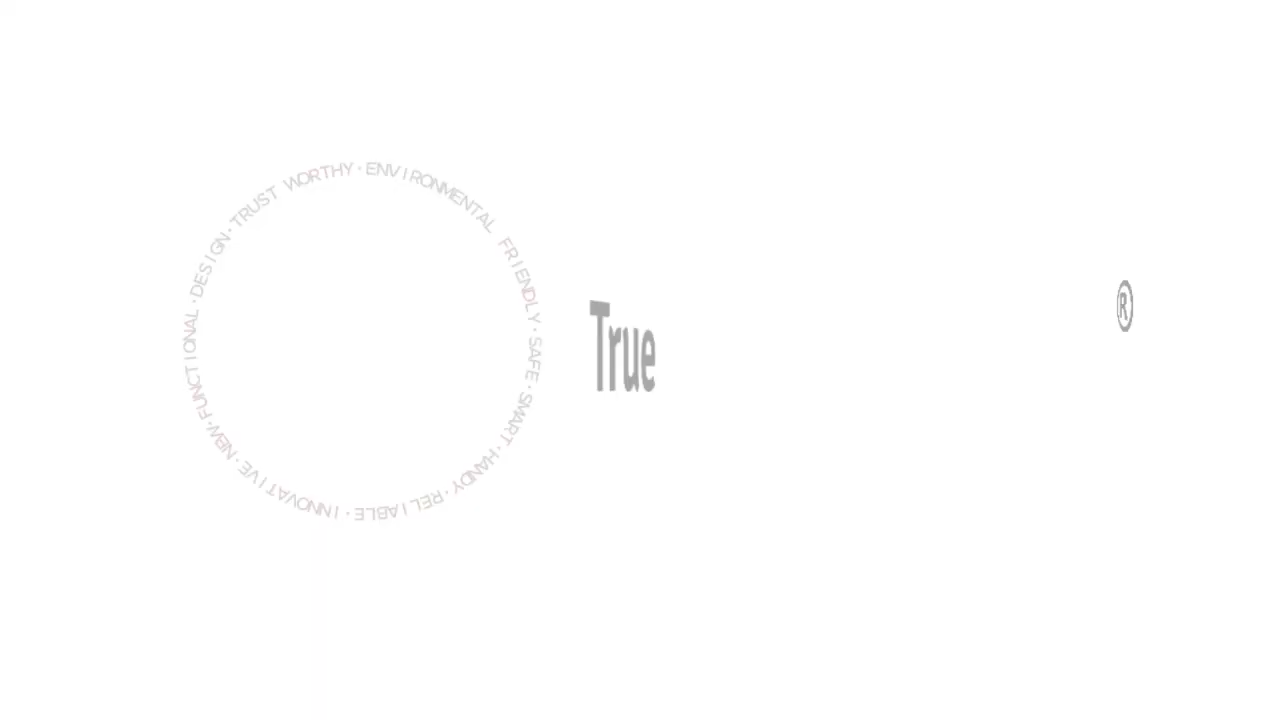 TRUST WORTHY · ENVIRONMENTAL FRIENDLY · SAFE · SMART · HANDY · RELIABLE · INNOVATIVE · NEW · FUNCTIONAL · DESIGN ·
True
®